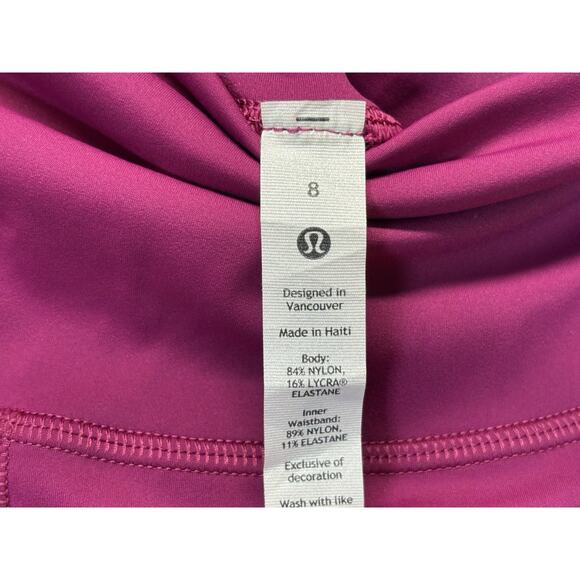 8
Designed in
Vancouver
Made in Haiti
Body:
84% NYLON,
16% LYCRA®
ELASTANE
Inner
Waistband:
89% NYLON,
11% ELASTANE
Exclusive of
decoration
Wash with like